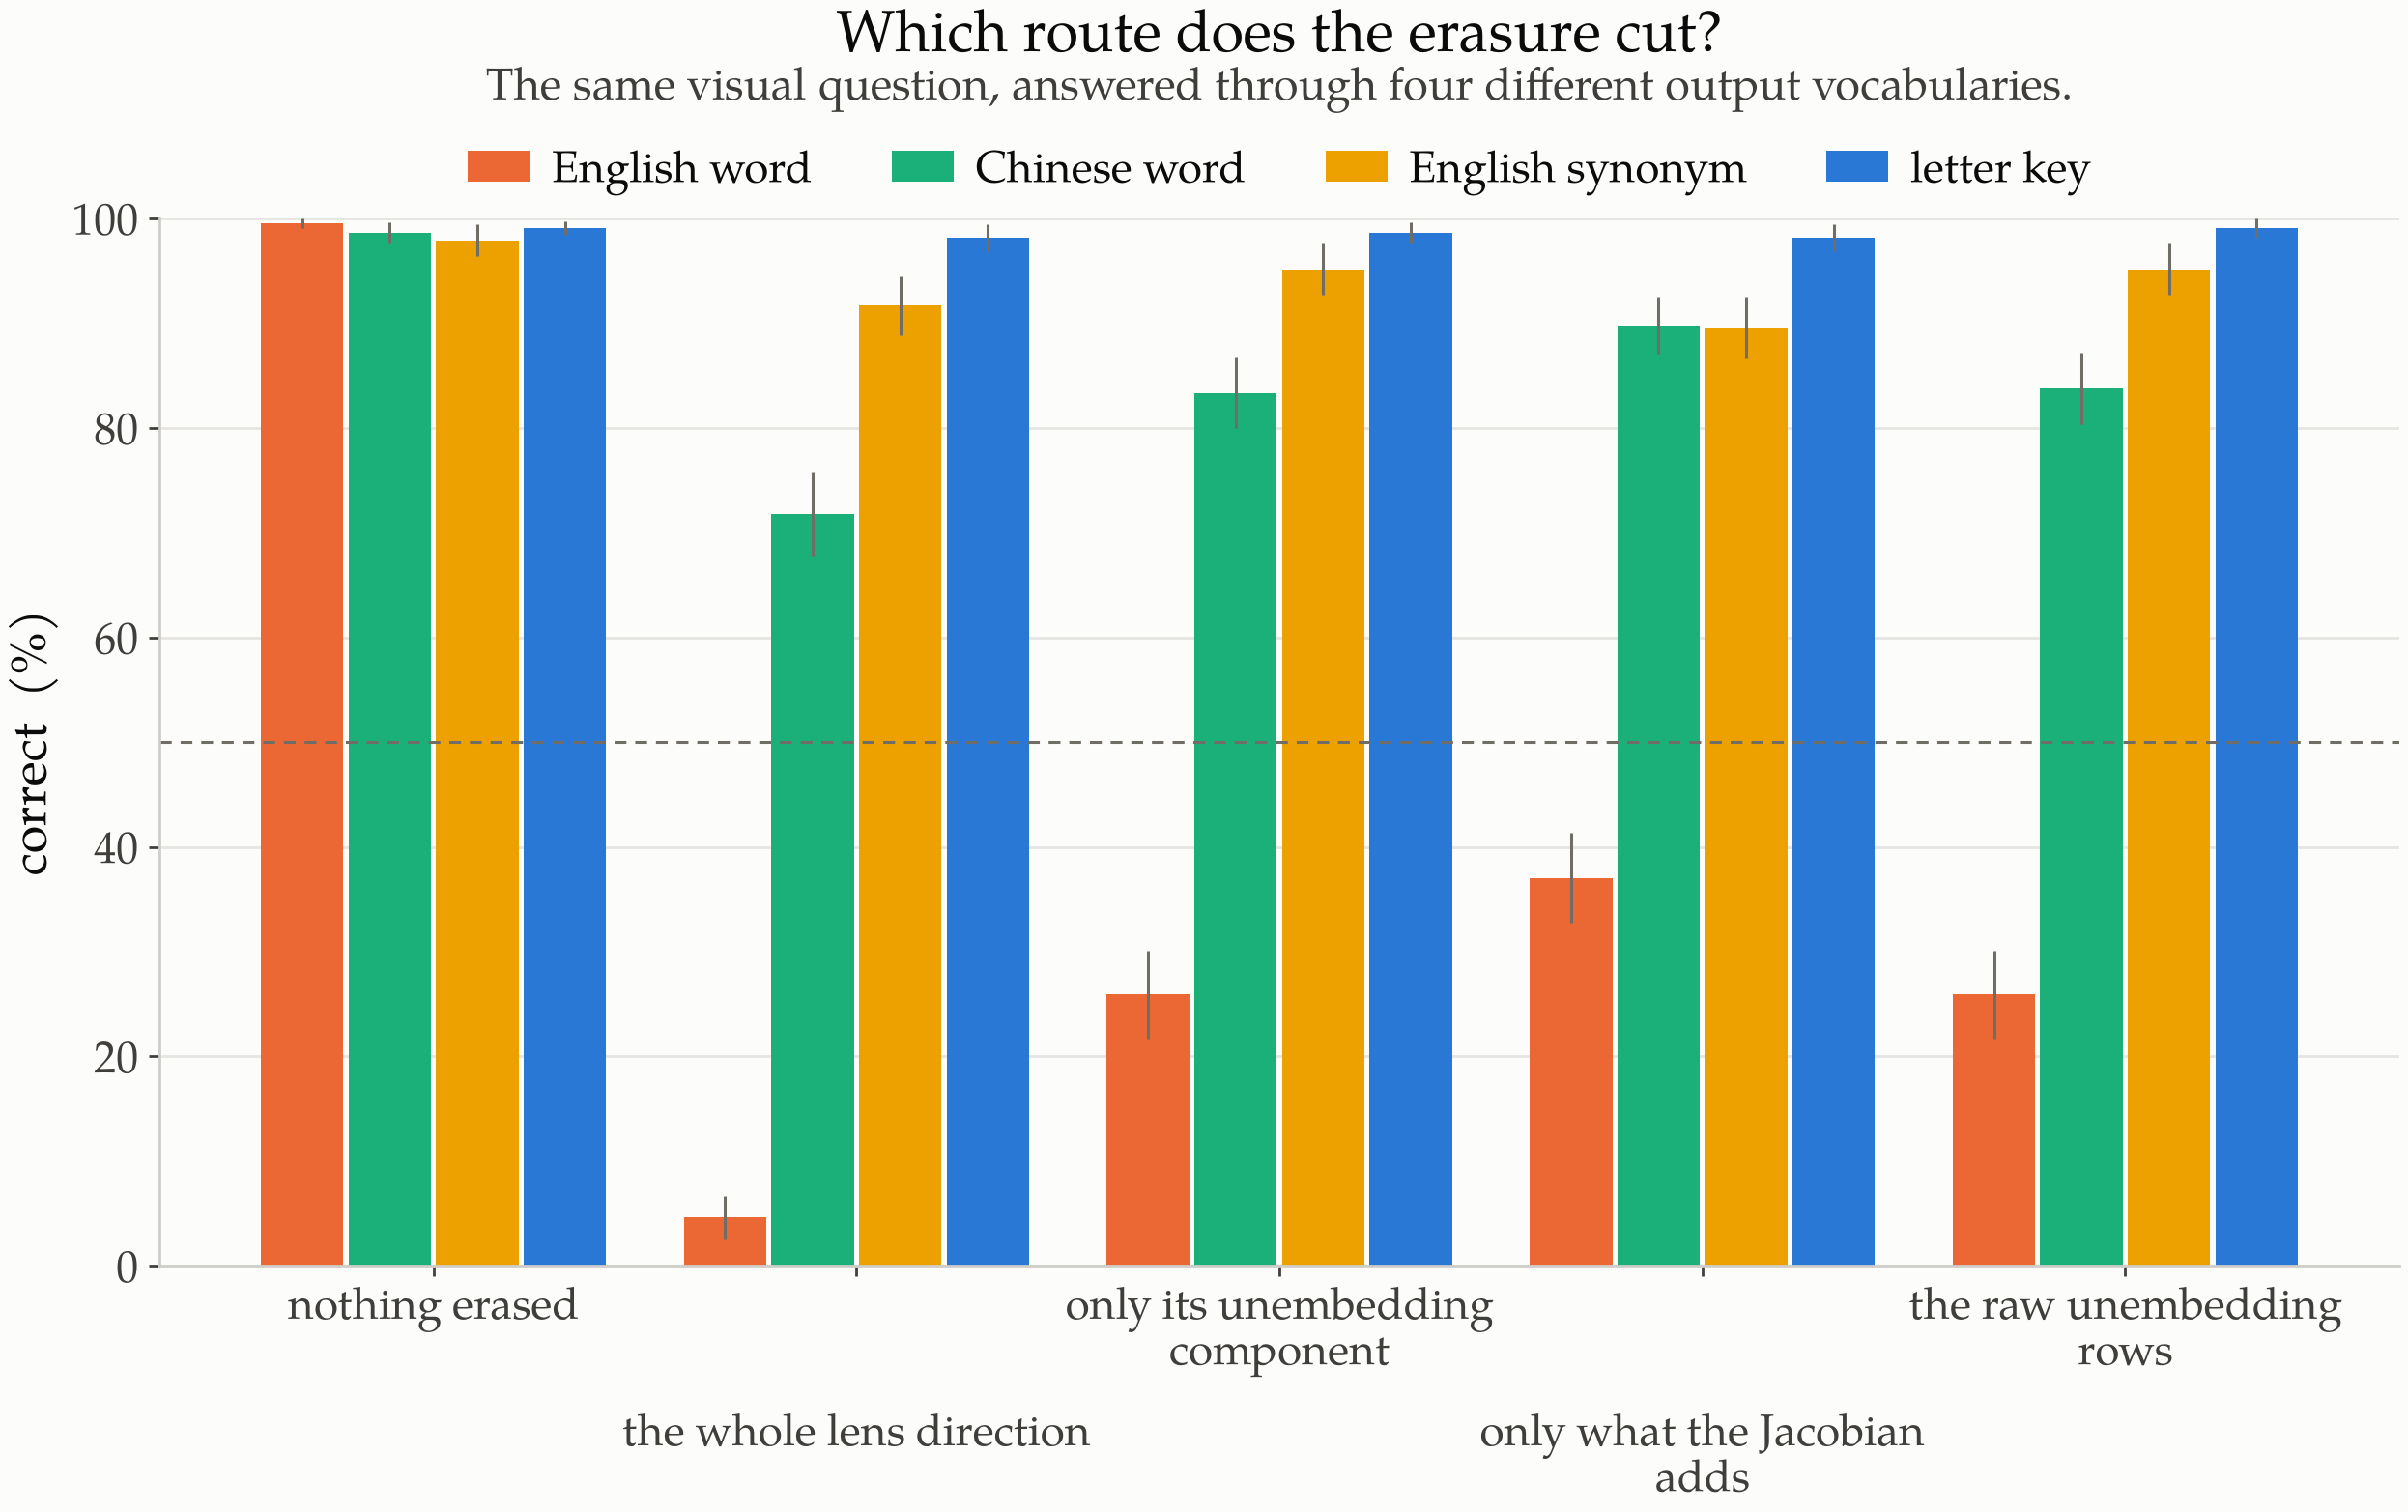 Which route does the erasure cut?
The same visual question, answered through four different output vocabularies.
English word
Chinese word
English synonym
letter key
correct (%)
100
80
60
40
20
0
nothing erased
the whole lens direction
only its unembedding
component
only what the Jacobian
adds
the raw unembedding
rows